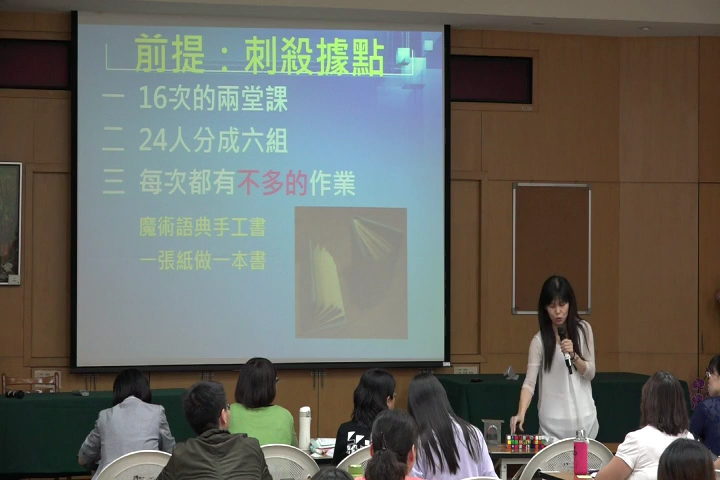 前提：刺殺據點
一 16次的兩堂課
二 24人分成六組
三 每次都有不多的作業
魔術語典手工書
一張紙做一本書